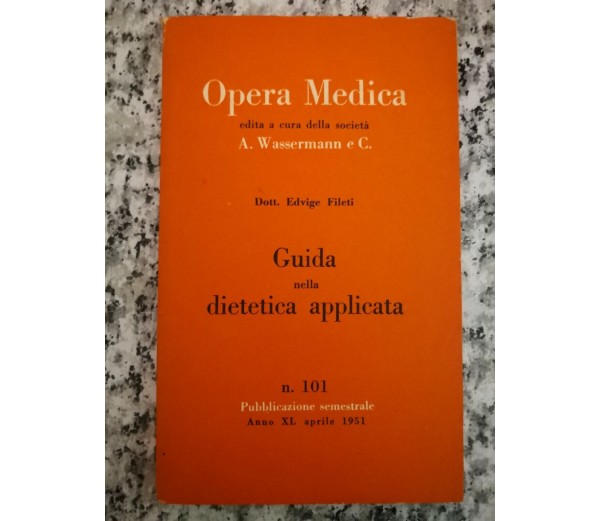 Opera Medica
edita a cura della società
A. Wassermann e C.
Dott. Edvige Fileti
Guida
nella
dietetica applicata
n. 101
Pubblicazione semestrale
Anno XL aprile 1951